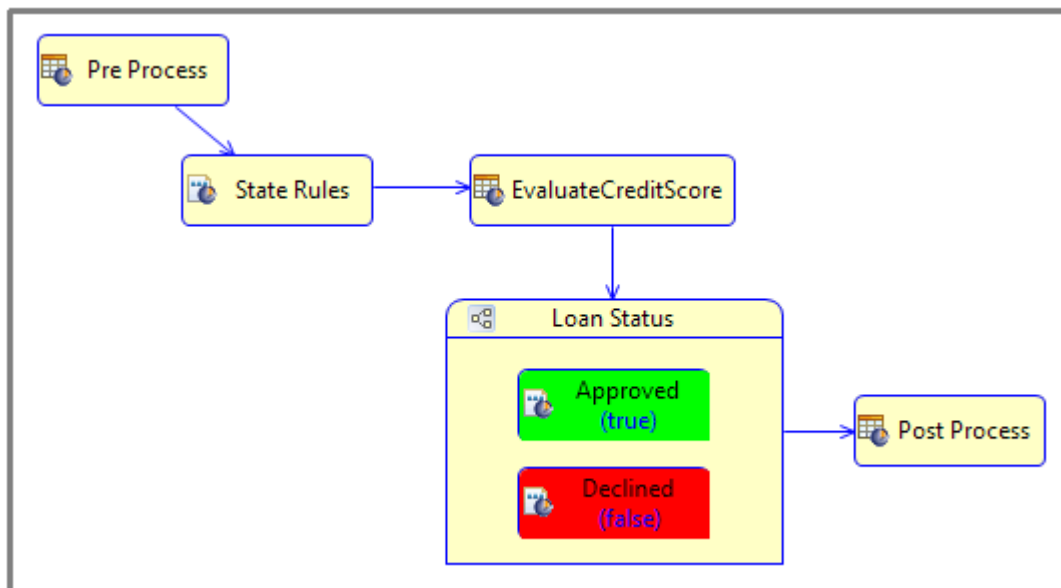 Pre Process
State Rules
EvaluateCreditScore
Loan Status
Approved
(true)
Post Process
Declined
(false)